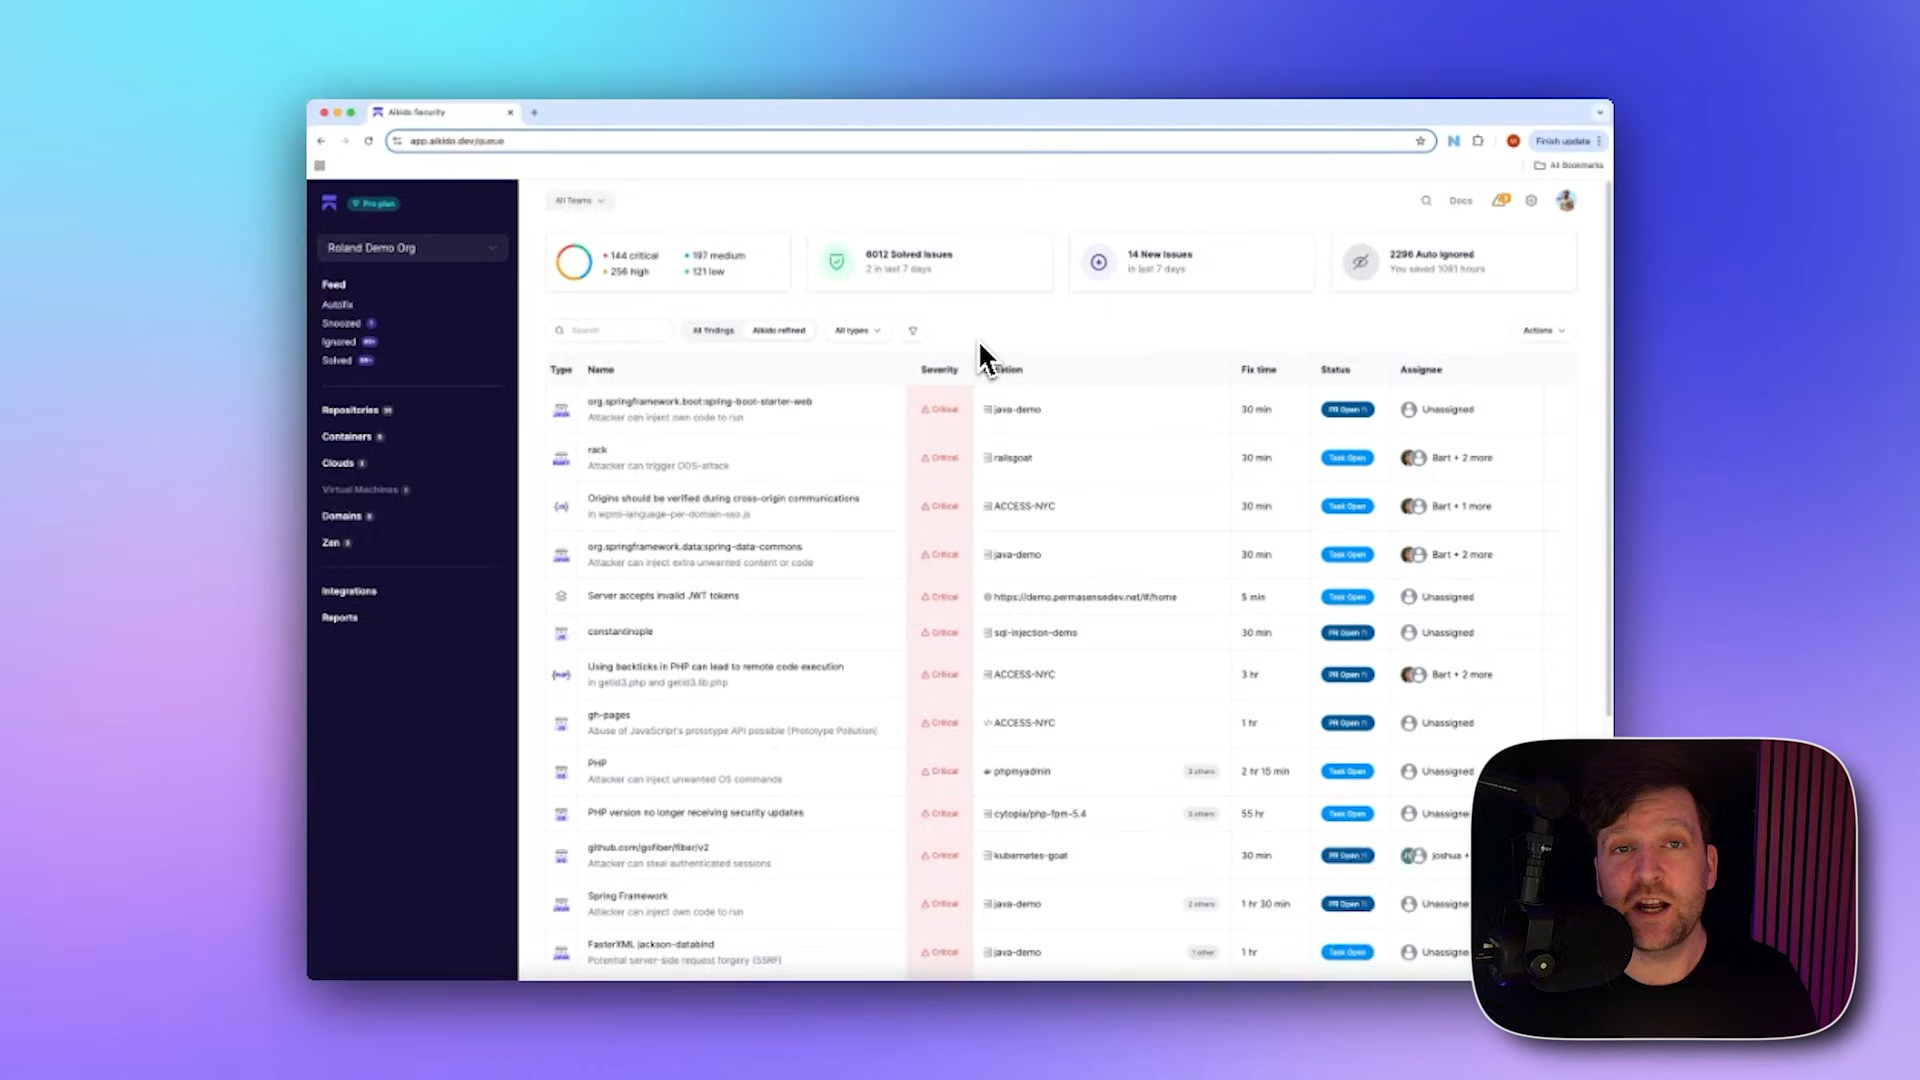 Aikido Security
app.aikido.dev/queue
Finish update
All Bookmarks
Pro plan
All Teams
Docs
Roland Demo Org
144 critical
197 medium
256 high
121 low
6012 Solved Issues
2 in last 7 days
14 New Issues
in last 7 days
2296 Auto Ignored
You saved 1081 hours
Feed
Autofix
Snoozed 1
Ignored 99+
Solved 99+
Repositories
Containers
Clouds
Virtual Machines
Domains
Zen
Integrations
Reports
Search
All findings
Aikido refined
All types
Actions
Type Name Severity Fix time Status Assignee
org.springframework.boot:spring-boot-starter-web
Attacker can inject own code to run
Critical java-demo 30 min PR Open Unassigned
rack
Attacker can trigger DOS-attack
Critical railsgoat 30 min Task Open Bart + 2 more
Origins should be verified during cross-origin communications
in wpml-language-per-domain-sso.js
Critical ACCESS-NYC 30 min Task Open Bart + 1 more
org.springframework.data:spring-data-commons
Attacker can inject extra unwanted content or code
Critical java-demo 30 min Task Open Bart + 2 more
Server accepts invalid JWT tokens
Critical https://demo.permasensedev.net/#/home 5 min Task Open Unassigned
constantinople
Critical sql-injection-demo 30 min PR Open Unassigned
Using backticks in PHP can lead to remote code execution
in getid3.php and getid3.lib.php
Critical ACCESS-NYC 3 hr PR Open Bart + 2 more
gh-pages
Abuse of JavaScript's prototype API possible (Prototype Pollution)
Critical ACCESS-NYC 1 hr PR Open Unassigned
PHP
Attacker can inject unwanted OS commands
Critical phpmyadmin 3 others 2 hr 15 min Task Open Unassigned
PHP version no longer receiving security updates
Critical cytopia/php-fpm-5.4 3 others 55 hr Task Open Unassigne
github.com/gofiber/fiber/v2
Attacker can steal authenticated sessions
Critical kubernetes-goat 30 min PR Open joshua +
Spring Framework
Attacker can inject own code to run
Critical java-demo 2 others 1 hr 30 min PR Open Unassigne
FasterXML jackson-databind
Potential server-side request forgery (SSRF)
Critical java-demo 1 other 1 hr Task Open Unassigne